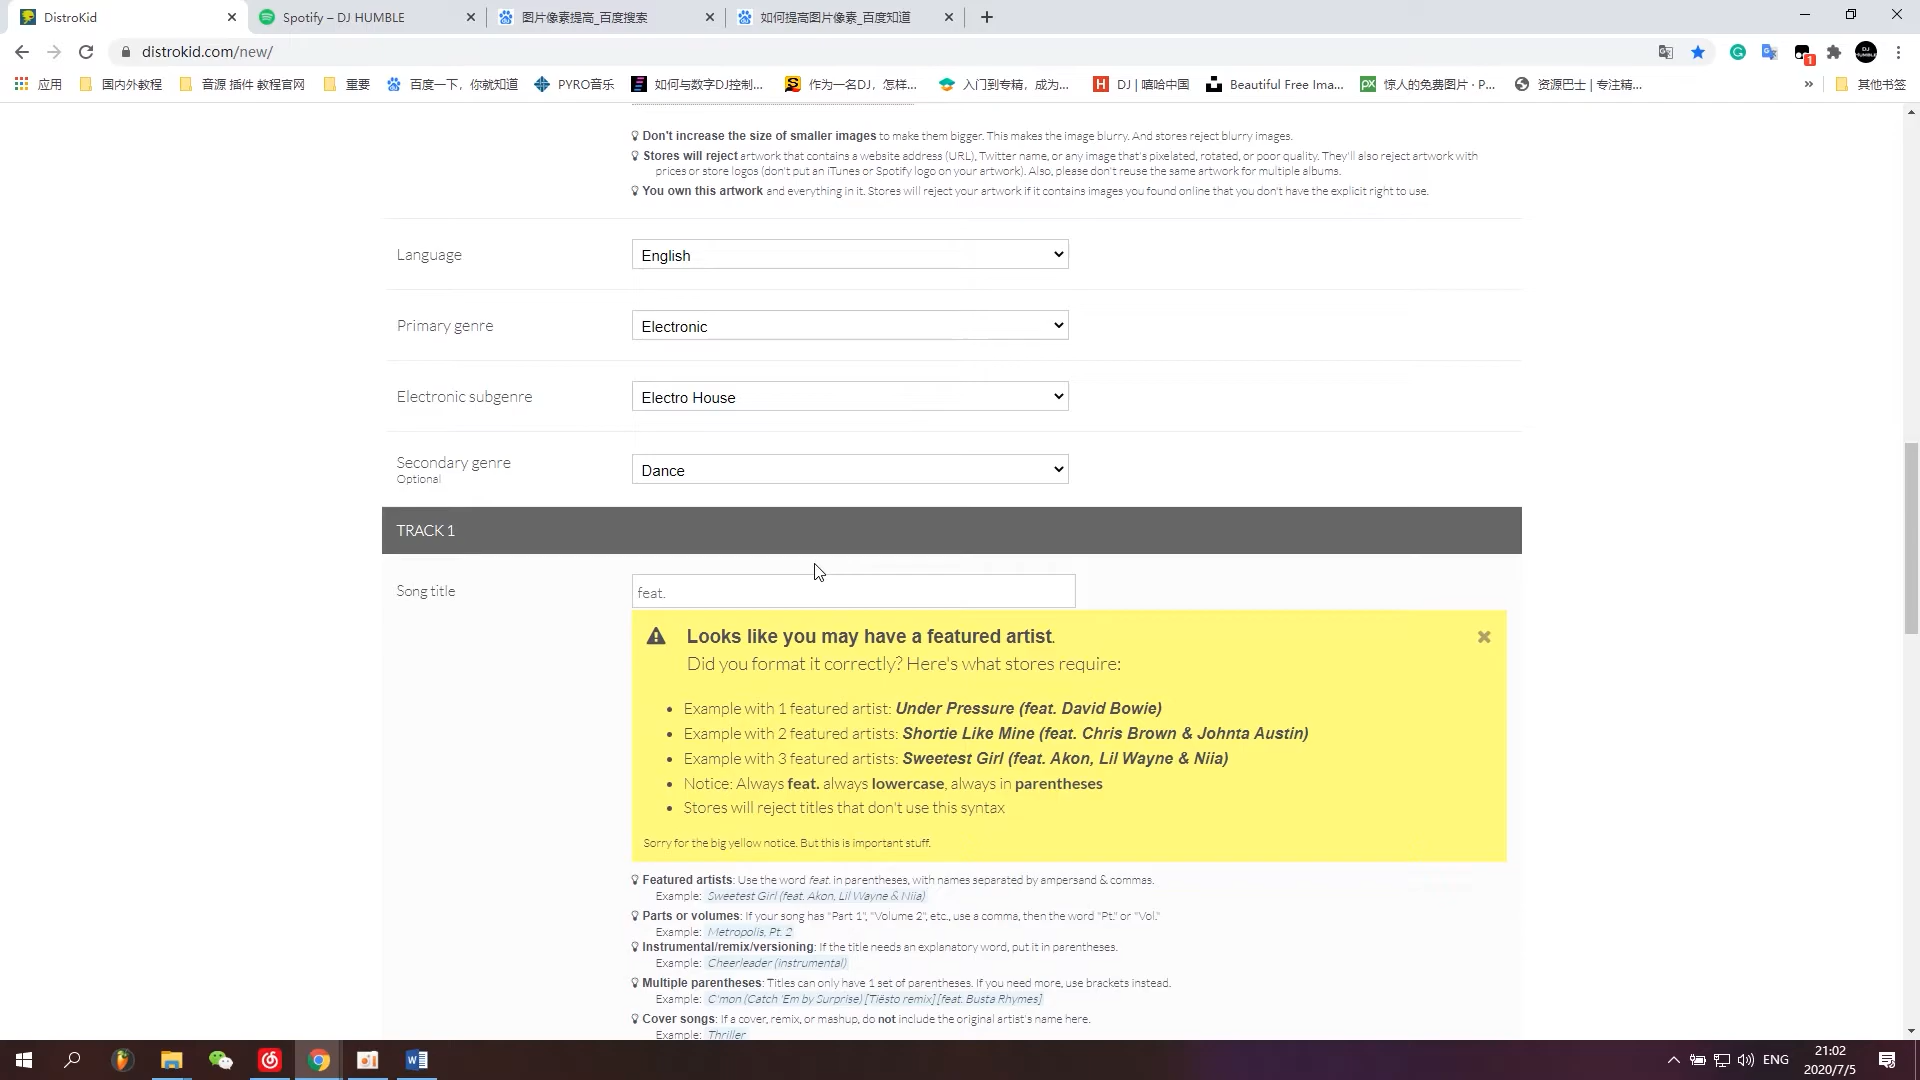 DistroKid
Spotify – DJ HUMBLE
图片像素提高_百度搜索
如何提高图片像素_百度知道
distrokid.com/new/
应用
国内外教程
音源 插件 教程官网
重要
百度一下，你就知道
PYRO音乐
如何与数字DJ控制...
作为一名DJ，怎样...
入门到专精，成为...
DJ | 嘻哈中国
Beautiful Free Ima...
惊人的免费图片 · P...
资源巴士 | 专注精...
»
其他书签
Don't increase the size of smaller images to make them bigger. This makes the image blurry. And stores reject blurry images.
Stores will reject artwork that contains a website address (URL), Twitter name, or any image that's pixelated, rotated, or poor quality. They'll also reject artwork with
prices or store logos (don't put an iTunes or Spotify logo on your artwork). Also, please don't reuse the same artwork for multiple albums.
You own this artwork and everything in it. Stores will reject your artwork if it contains images you found online that you don't have the explicit right to use.
Language
English
Primary genre
Electronic
Electronic subgenre
Electro House
Secondary genre
Optional
Dance
TRACK 1
Song title
feat.
Looks like you may have a featured artist.
Did you format it correctly? Here's what stores require:
• Example with 1 featured artist: Under Pressure (feat. David Bowie)
• Example with 2 featured artists: Shortie Like Mine (feat. Chris Brown & Johnta Austin)
• Example with 3 featured artists: Sweetest Girl (feat. Akon, Lil Wayne & Niia)
• Notice: Always feat. always lowercase, always in parentheses
• Stores will reject titles that don't use this syntax
Sorry for the big yellow notice. But this is important stuff.
Featured artists: Use the word feat. in parentheses, with names separated by ampersand & commas.
Example: Sweetest Girl (feat. Akon, Lil Wayne & Niia)
Parts or volumes: If your song has "Part 1", "Volume 2", etc., use a comma, then the word "Pt." or "Vol."
Example: Metropolis, Pt. 2
Instrumental/remix/versioning: If the title needs an explanatory word, put it in parentheses.
Example: Cheerleader (instrumental)
Multiple parentheses: Titles can only have 1 set of parentheses. If you need more, use brackets instead.
Example: C'mon (Catch 'Em by Surprise) [Tiësto remix] [feat. Busta Rhymes]
Cover songs: If a cover, remix, or mashup, do not include the original artist's name here.
Example: Thriller
ENG
21:02
2020/7/5